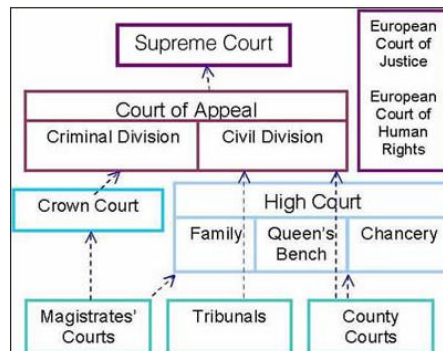 Supreme Court
European
Court of
Justice
European
Court of
Human
Rights
Court of Appeal
Criminal Division
Civil Division
Crown Court
High Court
Family
Queen's
Bench
Chancery
Magistrates'
Courts
Tribunals
County
Courts